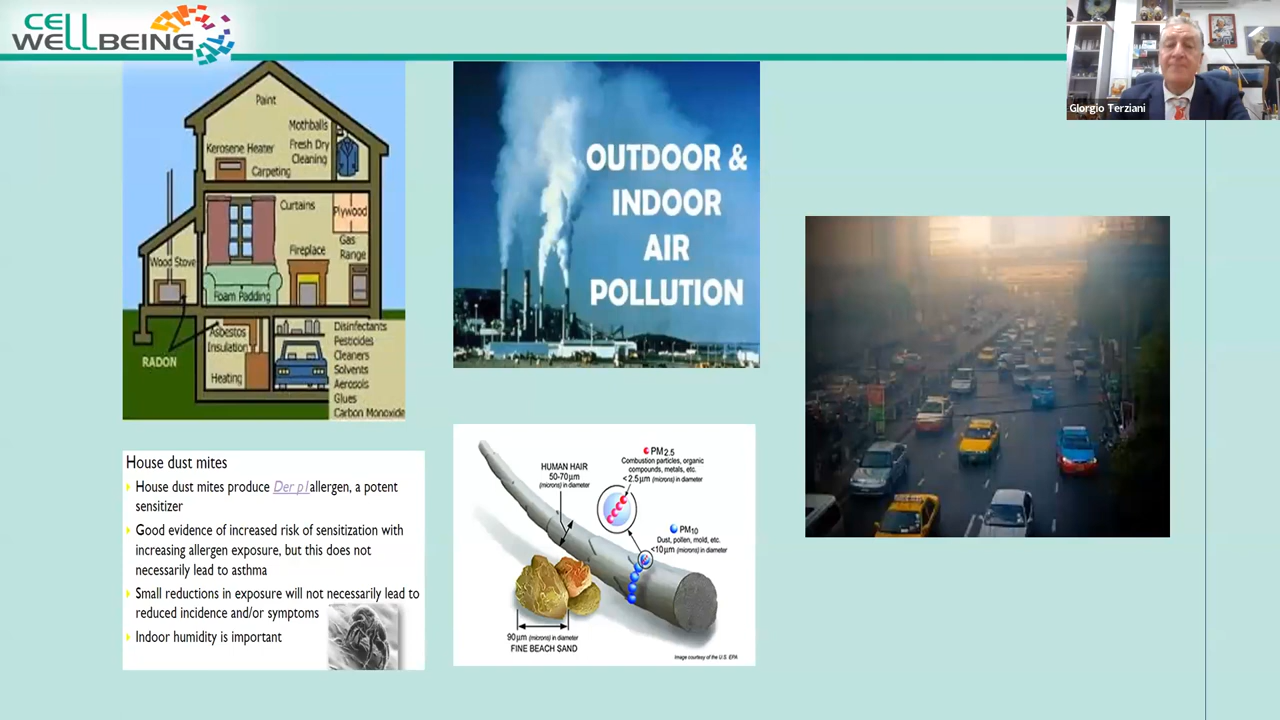 CELL
WELLBEING
GIorgio Terziani
Paint
Mothballs
Kerosene Heater
Fresh Dry
Cleaning
Carpeting
Curtains
Plywood
Fireplace
Gas
Range
Wood Stove
Foam Padding
Asbestos
Insulation
RADON
Heating
Disinfectants
Pesticides
Cleaners
Solvents
Aerosols
Glues
Carbon Monoxide
OUTDOOR &
INDOOR
AIR
POLLUTION
House dust mites
House dust mites produce Der p1 allergen, a potent
sensitizer
Good evidence of increased risk of sensitization with
increasing allergen exposure, but this does not
necessarily lead to asthma
Small reductions in exposure will not necessarily lead to
reduced incidence and/or symptoms
Indoor humidity is important
HUMAN HAIR
50-70μm
(microns) in diameter
PM2.5
Combustion particles, organic
compounds, metals, etc.
<2.5μm (microns) in diameter
PM10
Dust, pollen, mold, etc.
<10μm (microns) in diameter
90μm (microns) in diameter
FINE BEACH SAND
Image courtesy of the U.S. EPA